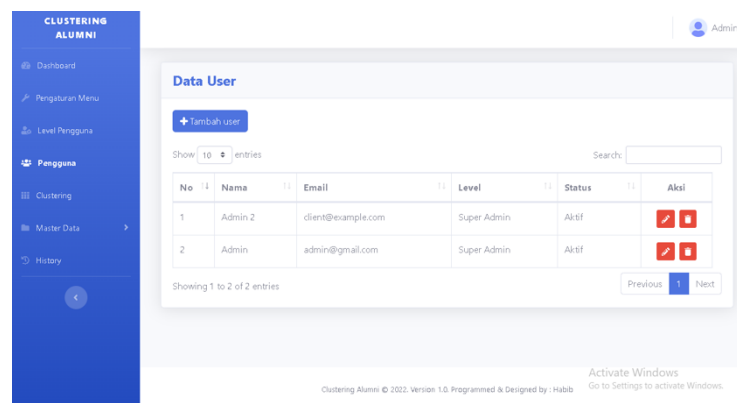 CLUSTERING
ALUMNI
Admin
Dashboard
Pengaturan Menu
Level Pengguna
Pengguna
Clustering
Master Data
History
Data User
Tambah user
Show 10 entries
Search:
No Nama Email Level Status Aksi
1 Admin 2 client@example.com Super Admin Aktif
2 Admin admin@gmail.com Super Admin Aktif
Showing 1 to 2 of 2 entries
Previous 1 Next
Activate Windows
Go to Settings to activate Windows.
Clustering Alumni © 2022. Version 1.0. Programmed & Designed by : Habib